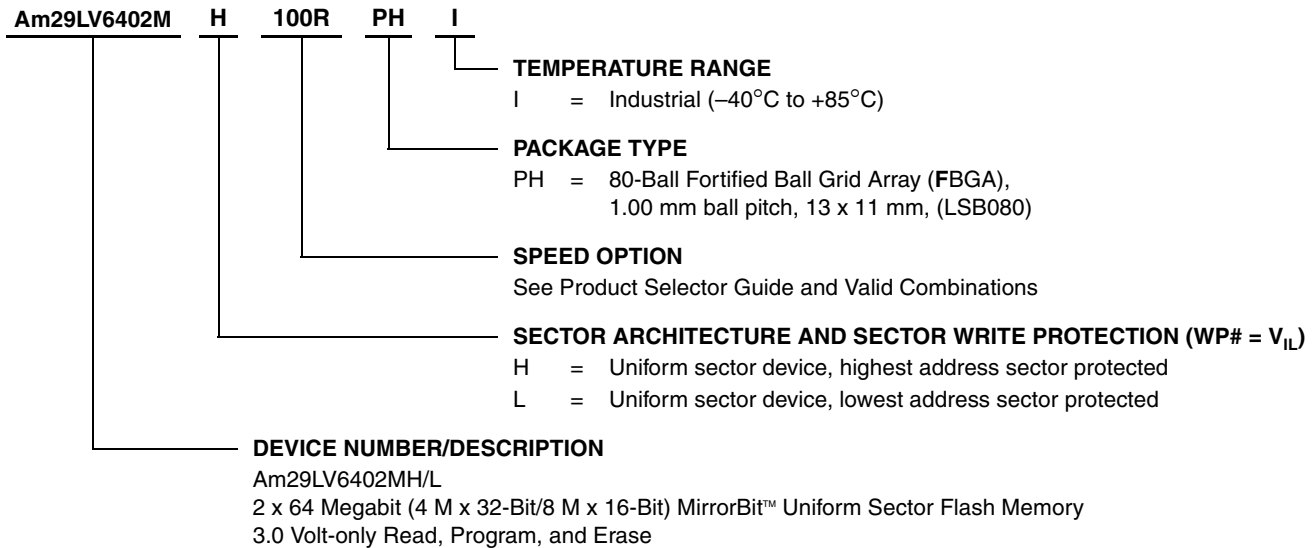 Am29LV6402M H 100R PH I
TEMPERATURE RANGE
I = Industrial (–40°C to +85°C)
PACKAGE TYPE
PH = 80-Ball Fortified Ball Grid Array (FBGA),
1.00 mm ball pitch, 13 x 11 mm, (LSB080)
SPEED OPTION
See Product Selector Guide and Valid Combinations
SECTOR ARCHITECTURE AND SECTOR WRITE PROTECTION (WP# = VIL)
H = Uniform sector device, highest address sector protected
L = Uniform sector device, lowest address sector protected
DEVICE NUMBER/DESCRIPTION
Am29LV6402MH/L
2 x 64 Megabit (4 M x 32-Bit/8 M x 16-Bit) MirrorBit™ Uniform Sector Flash Memory
3.0 Volt-only Read, Program, and Erase